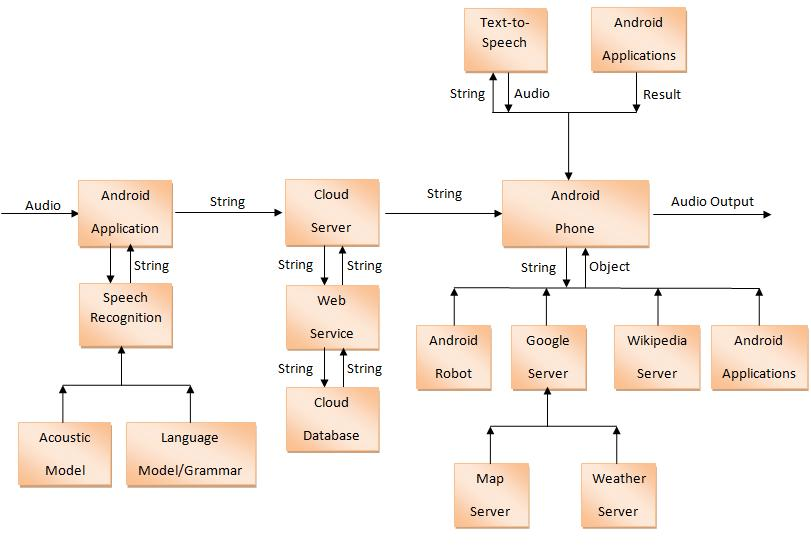 Text-to-
Speech
Android
Applications
String
Audio
Result
Audio
Android
Application
String
Cloud
Server
String
Android
Phone
Audio Output
String
Speech
Recognition
String
String
Web
Service
String
Object
Android
Robot
Google
Server
Wikipedia
Server
Android
Applications
String
String
Cloud
Database
Acoustic
Model
Language
Model/Grammar
Map
Server
Weather
Server